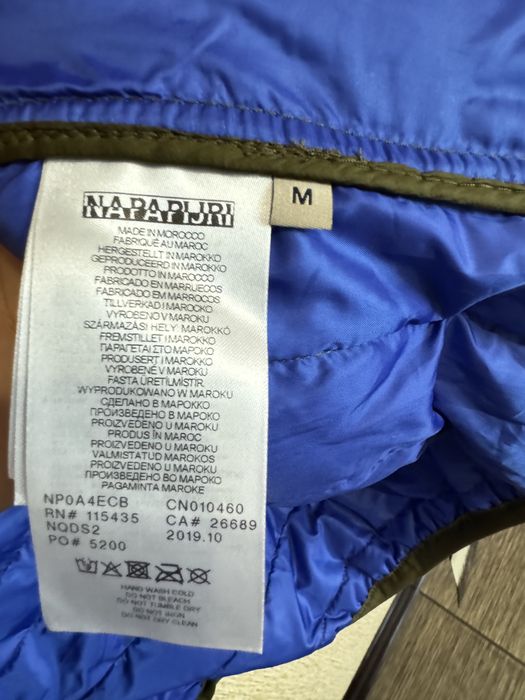 NAPAPIJRI
M
MADE IN MOROCCO
FABRIQUÉ AU MAROC
HERGESTELLT IN MAROKKO
GEPRODUCEERD IN MAROKKO
PRODOTTO IN MAROCCO
FABRICADO EN MARRUECOS
FABRICADO EM MARROCOS
TILLVERKAD I MAROCKO
VYROBENO V MAROKU
SZÁRMAZÁSI HELY: MAROKKÓ
FREMSTILLET I MAROKKO
ΠΑΡΑΓΕΤΑΙ ΣΤΟ ΜΑΡΟΚΟ
PRODUSERT I MAROKKO
VYROBENÉ V MAROKU
FASTA ÜRETILMISTIR.
WYPRODUKOWANO W MAROKU
СДЕЛАНО В МАРОККО
ПРОИЗВЕДЕНО В МАРОКО
PROIZVEDENO U MAROKU
PRODUS ÎN MAROC
PROIZVEDENO V MAROKU
VALMISTATUD MAROKOS
PROIZVEDENO U MAROKU
ПРОИЗВЕДЕНО ВО МАРОКО
PAGAMINTA MAROKE
NP0A4ECB CN010460
RN# 115435 CA# 26689
NQDS2 2019.10
PO# 5200
HAND WASH COLD
DO NOT BLEACH
DO NOT TUMBLE DRY
DO NOT IRON
DO NOT DRY CLEAN